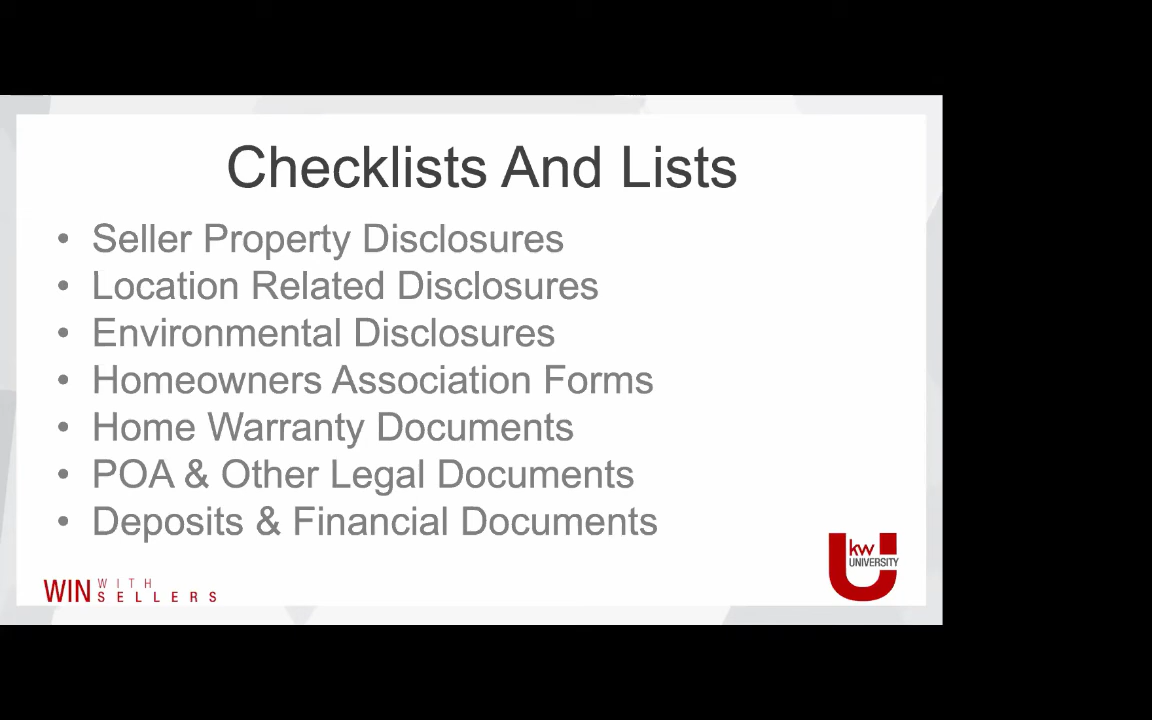 Checklists And Lists
• Seller Property Disclosures
• Location Related Disclosures
• Environmental Disclosures
• Homeowners Association Forms
• Home Warranty Documents
• POA & Other Legal Documents
• Deposits & Financial Documents
WIN WITH SELLERS
kw
UNIVERSITY